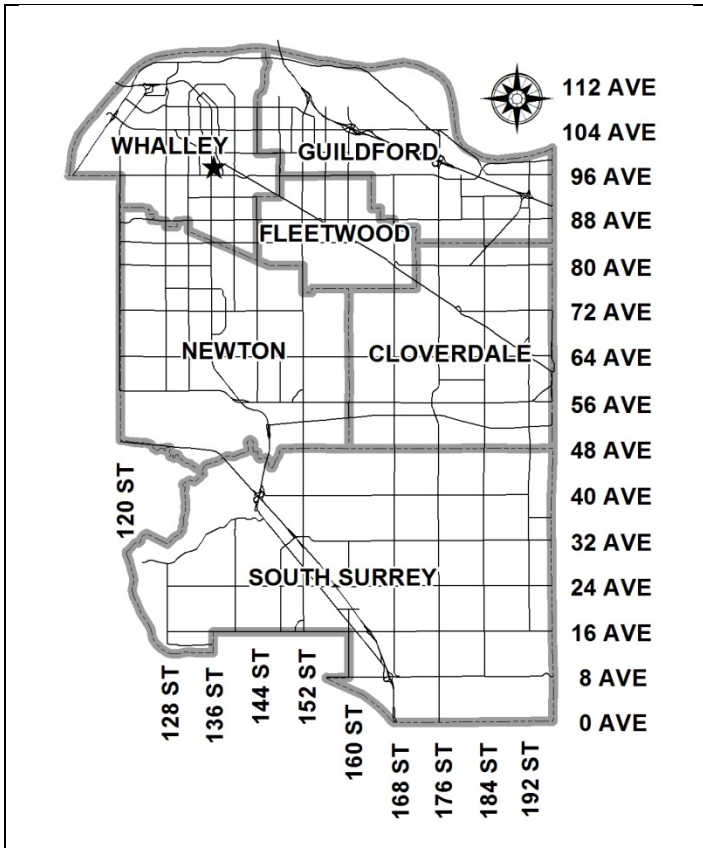 112 AVE
104 AVE
WHALLEY
GUILDFORD
96 AVE
88 AVE
FLEETWOOD
80 AVE
72 AVE
NEWTON
CLOVERDALE
64 AVE
56 AVE
48 AVE
120 ST
40 AVE
32 AVE
SOUTH SURREY
24 AVE
16 AVE
128 ST
136 ST
144 ST
152 ST
160 ST
8 AVE
0 AVE
168 ST
176 ST
184 ST
192 ST